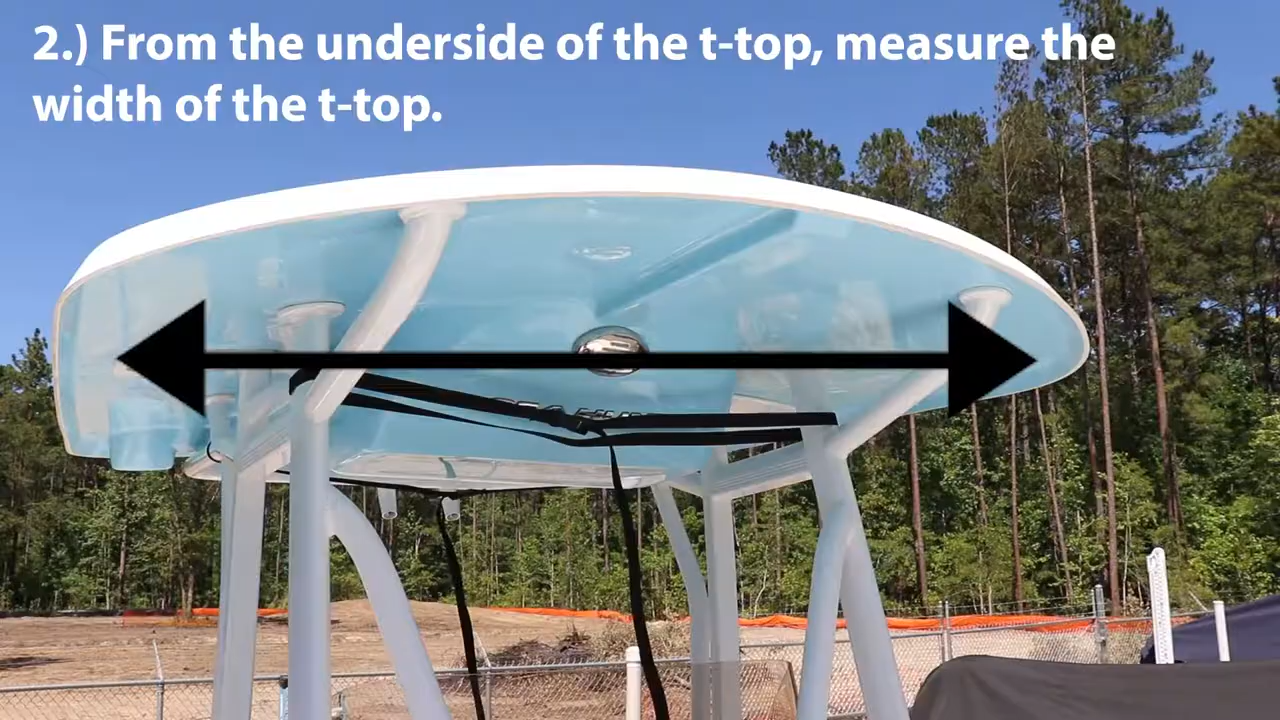 2.) From the underside of the t-top, measure the
width of the t-top.